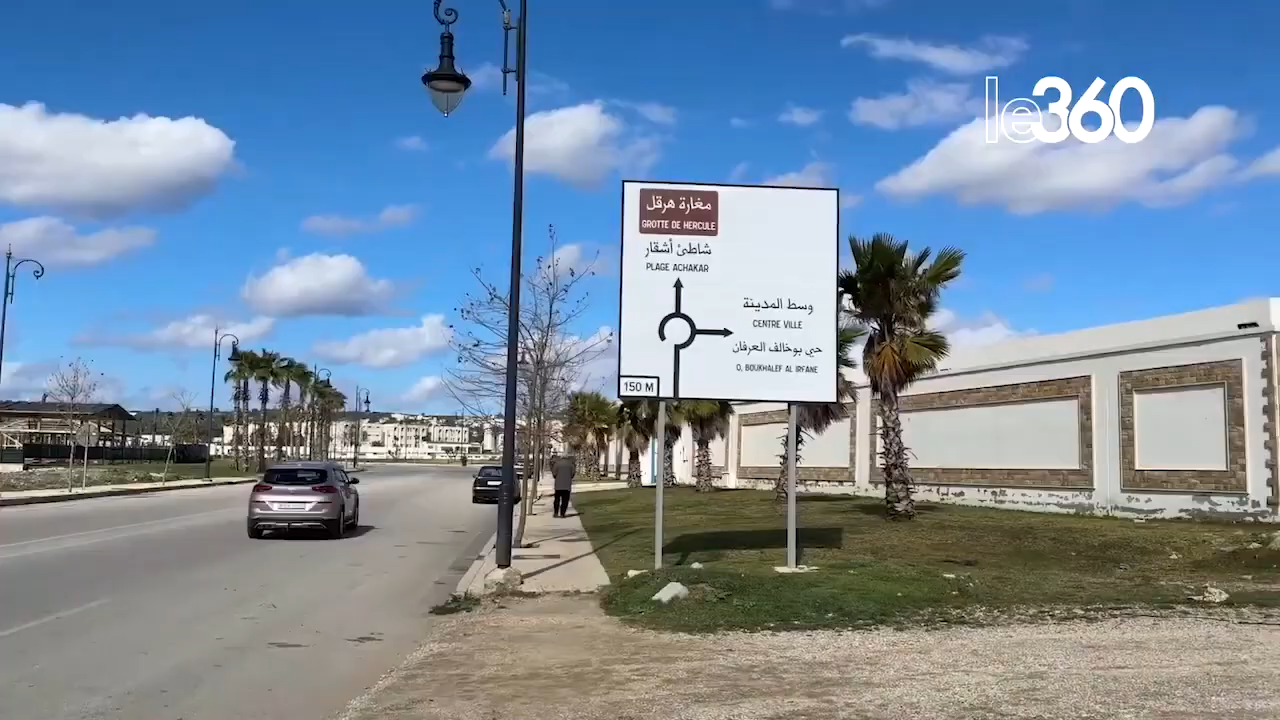 le360
مغارة هرقل
GROTTE DE HERCULE
شاطئ أشقار
PLAGE ACHAKAR
وسط المدينة
CENTRE VILLE
حي بوخالف العرفان
Q. BOUKHALEF AL IRFANE
150 M